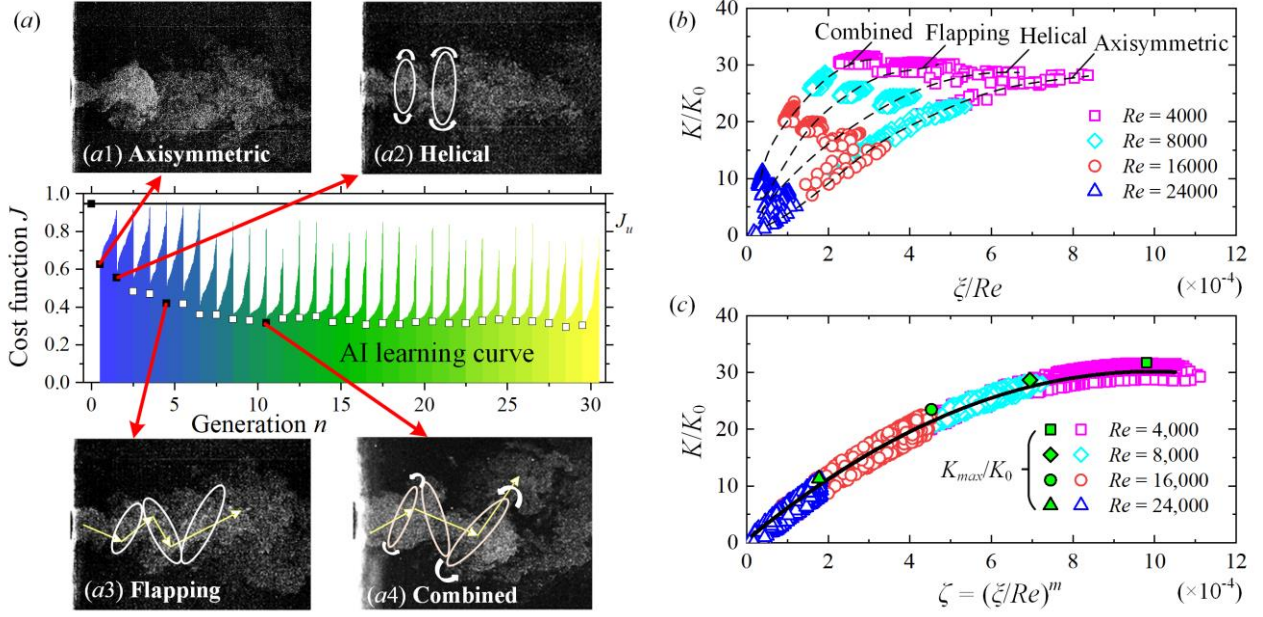 (a)
(a1) Axisymmetric
(a2) Helical
Cost function J
1.0
0.8
0.6
0.4
0.2
0.0
J_u
AI learning curve
0 5 10 15 20 25 30
Generation n
(a3) Flapping
(a4) Combined
(b)
K/K_0
40
30
20
10
0
Combined
Flapping
Helical
Axisymmetric
Re = 4000
Re = 8000
Re = 16000
Re = 24000
0 2 4 6 8 10 12
ξ/Re
(×10^-4)
(c)
K/K_0
40
30
20
10
0
K_max/K_0
Re = 4,000
Re = 8,000
Re = 16,000
Re = 24,000
0 2 4 6 8 10 12
ζ = (ξ/Re)^m
(×10^-4)